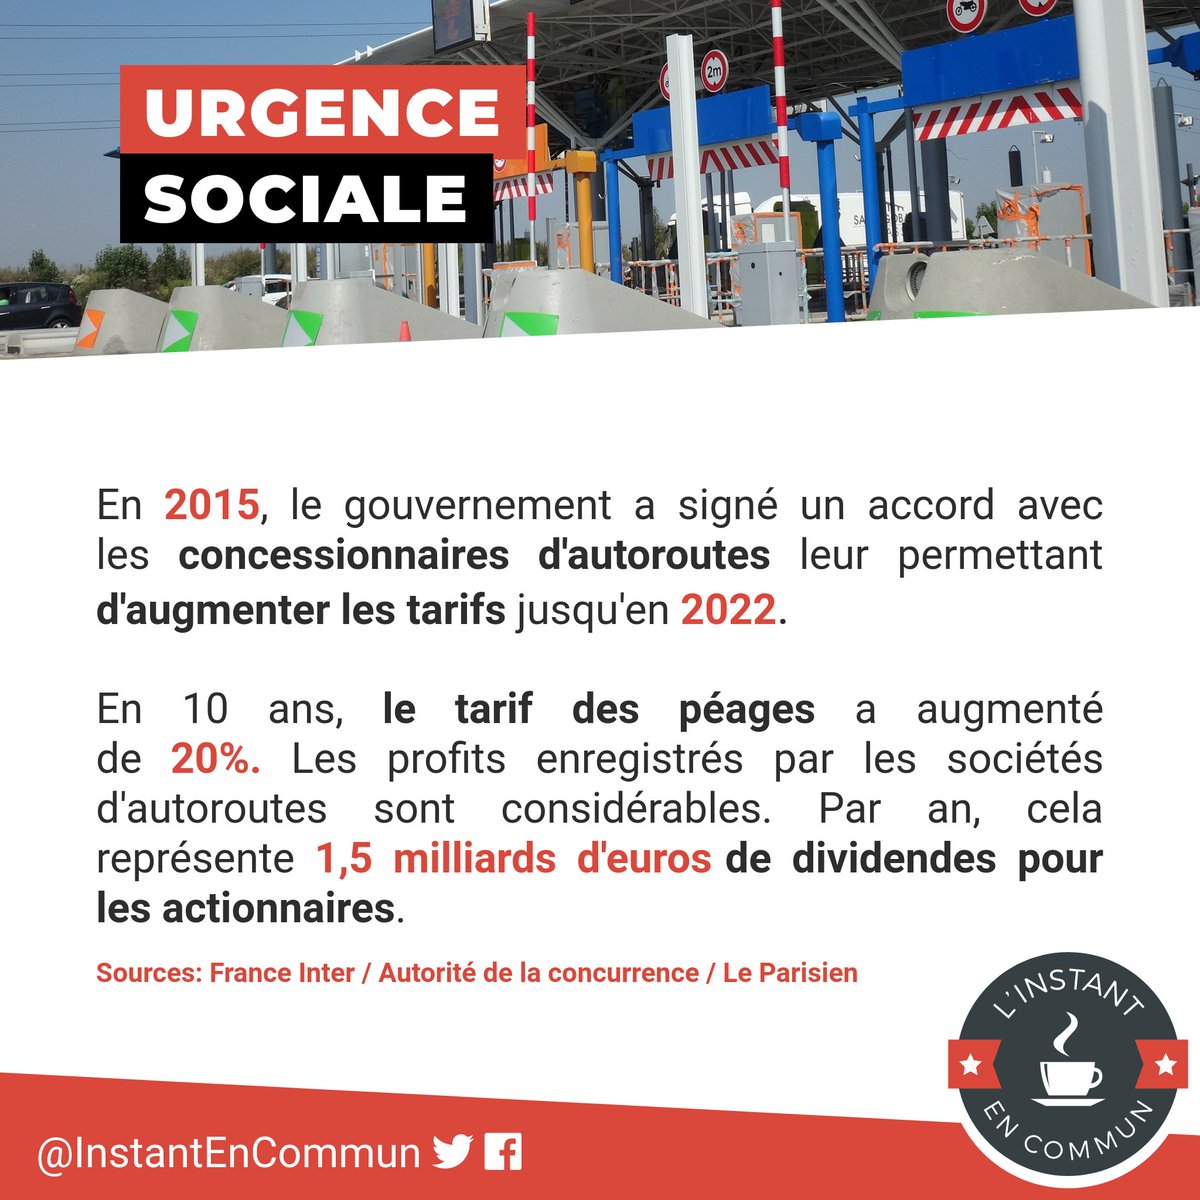 URGENCE
SOCIALE
2m
En 2015, le gouvernement a signé un accord avec
les concessionnaires d'autoroutes leur permettant
d'augmenter les tarifs jusqu'en 2022.
En 10 ans, le tarif des péages a augmenté
de 20%. Les profits enregistrés par les sociétés
d'autoroutes sont considérables. Par an, cela
représente 1,5 milliards d'euros de dividendes pour
les actionnaires.
Sources: France Inter / Autorité de la concurrence / Le Parisien
L'INSTANT
EN COMMUN
@InstantEnCommun